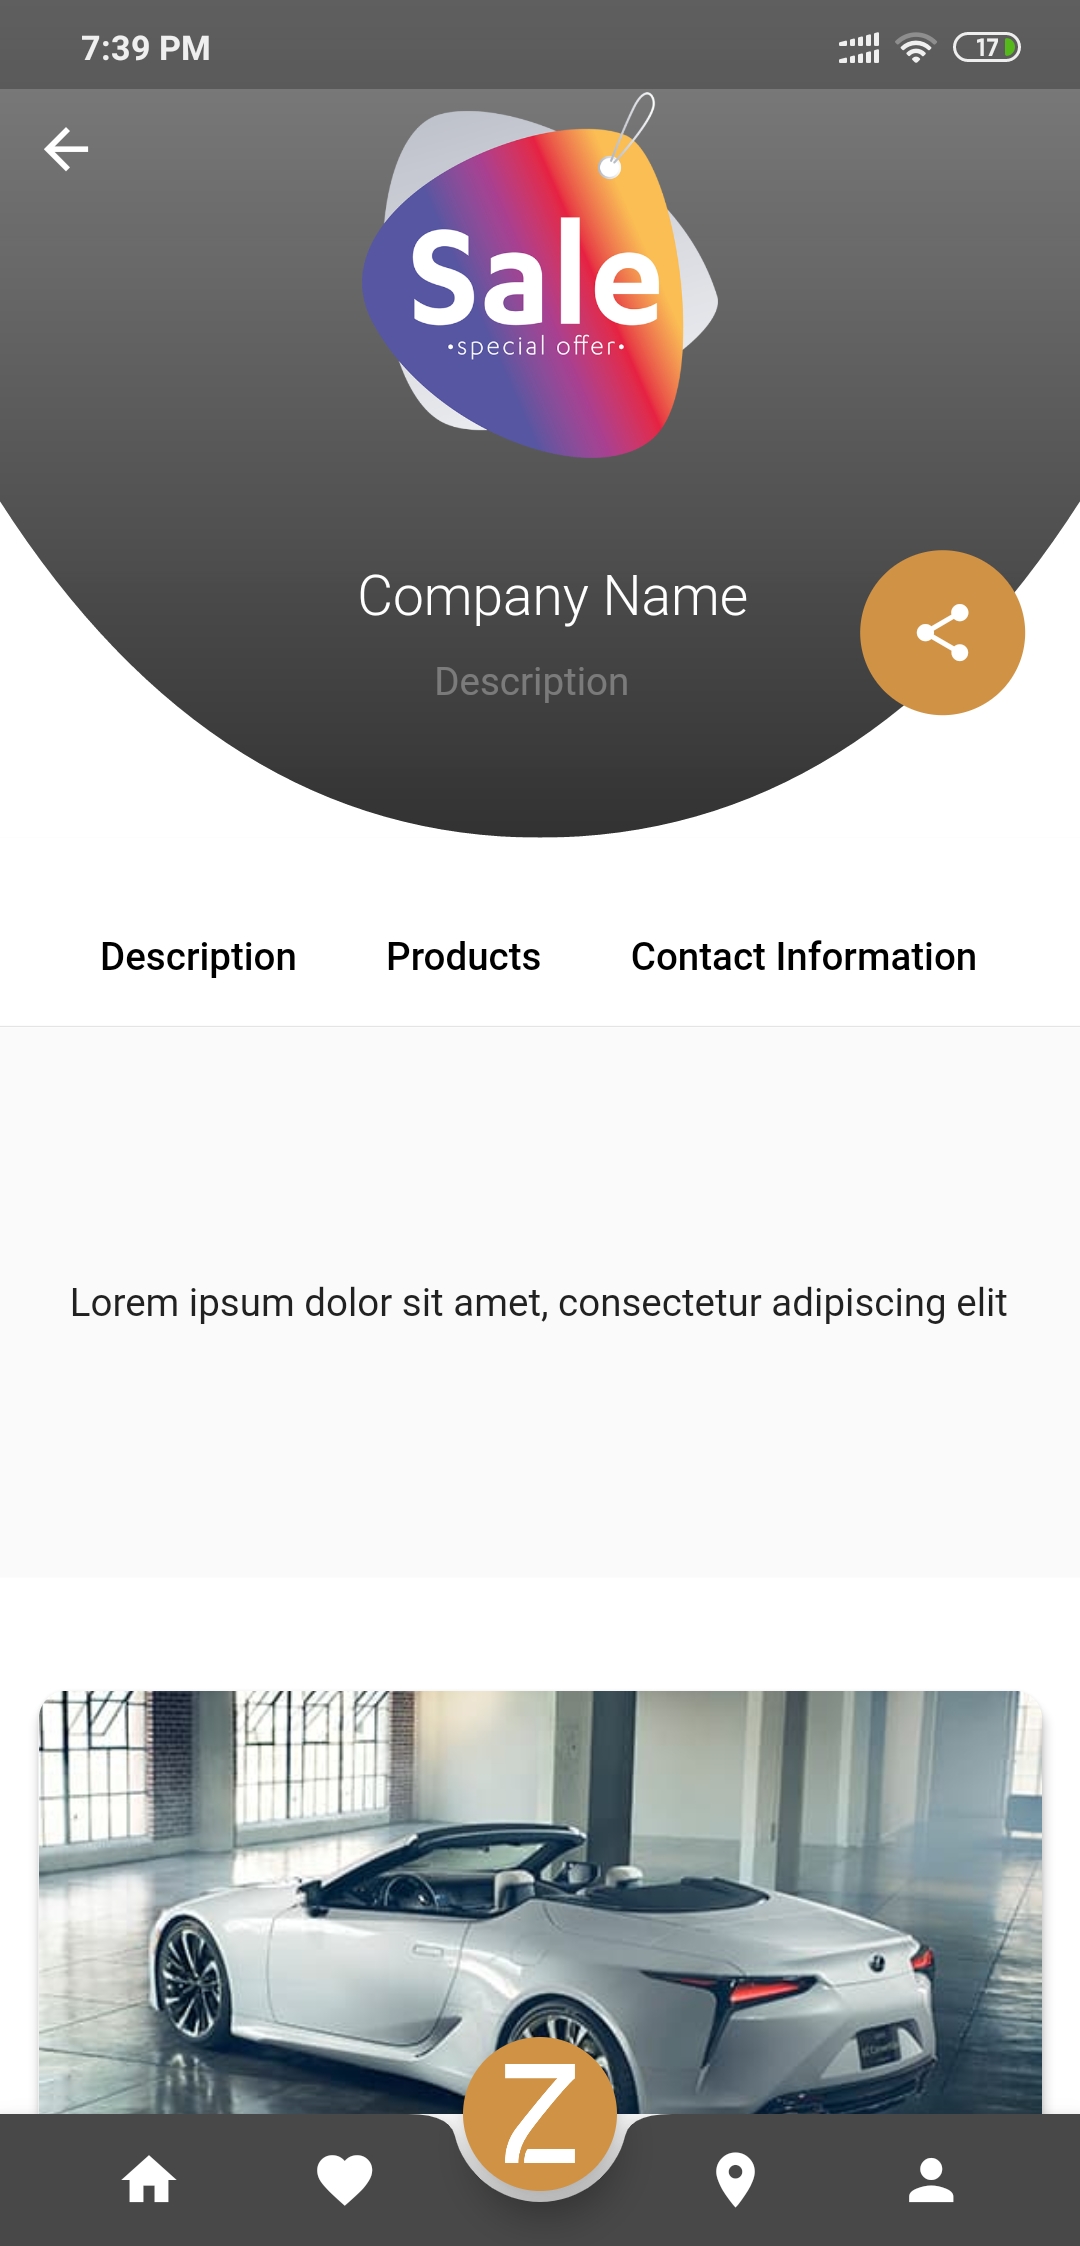 7:39 PM
17
Sale
•special offer•
Company Name
Description
Description Products Contact Information
Lorem ipsum dolor sit amet, consectetur adipiscing elit
Z